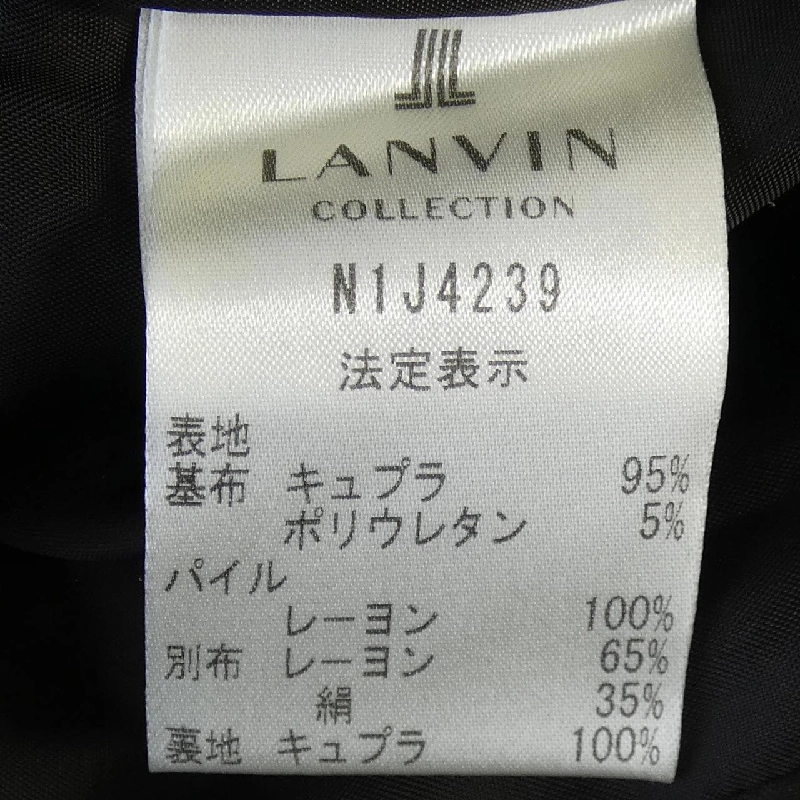 LANVIN
COLLECTION
N1J4239
法定表示
表地
基布 キュプラ 95%
ポリウレタン 5%
パイル
レーヨン 100%
別布 レーヨン 65%
絹 35%
裏地 キュプラ 100%